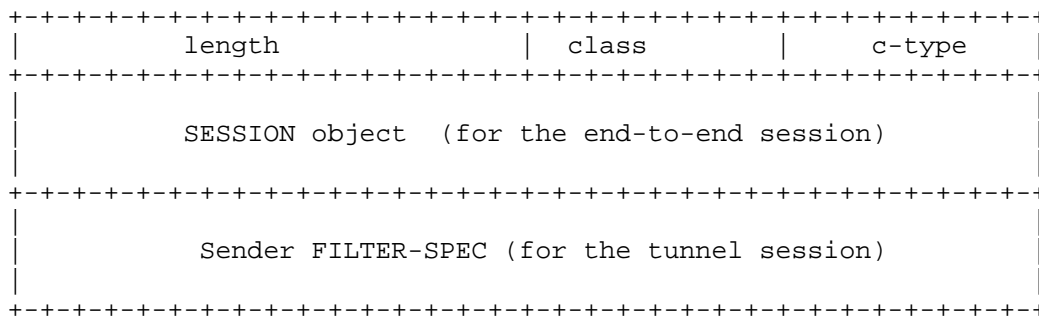 +-+-+-+-+-+-+-+-+-+-+-+-+-+-+-+-+-+-+-+-+-+-+-+-+-+-+-+-+-+-+-+-+
| length | class | c-type |
+-+-+-+-+-+-+-+-+-+-+-+-+-+-+-+-+-+-+-+-+-+-+-+-+-+-+-+-+-+-+-+-+
| |
| SESSION object (for the end-to-end session) |
| |
+-+-+-+-+-+-+-+-+-+-+-+-+-+-+-+-+-+-+-+-+-+-+-+-+-+-+-+-+-+-+-+-+
| |
| Sender FILTER-SPEC (for the tunnel session) |
| |
+-+-+-+-+-+-+-+-+-+-+-+-+-+-+-+-+-+-+-+-+-+-+-+-+-+-+-+-+-+-+-+-+